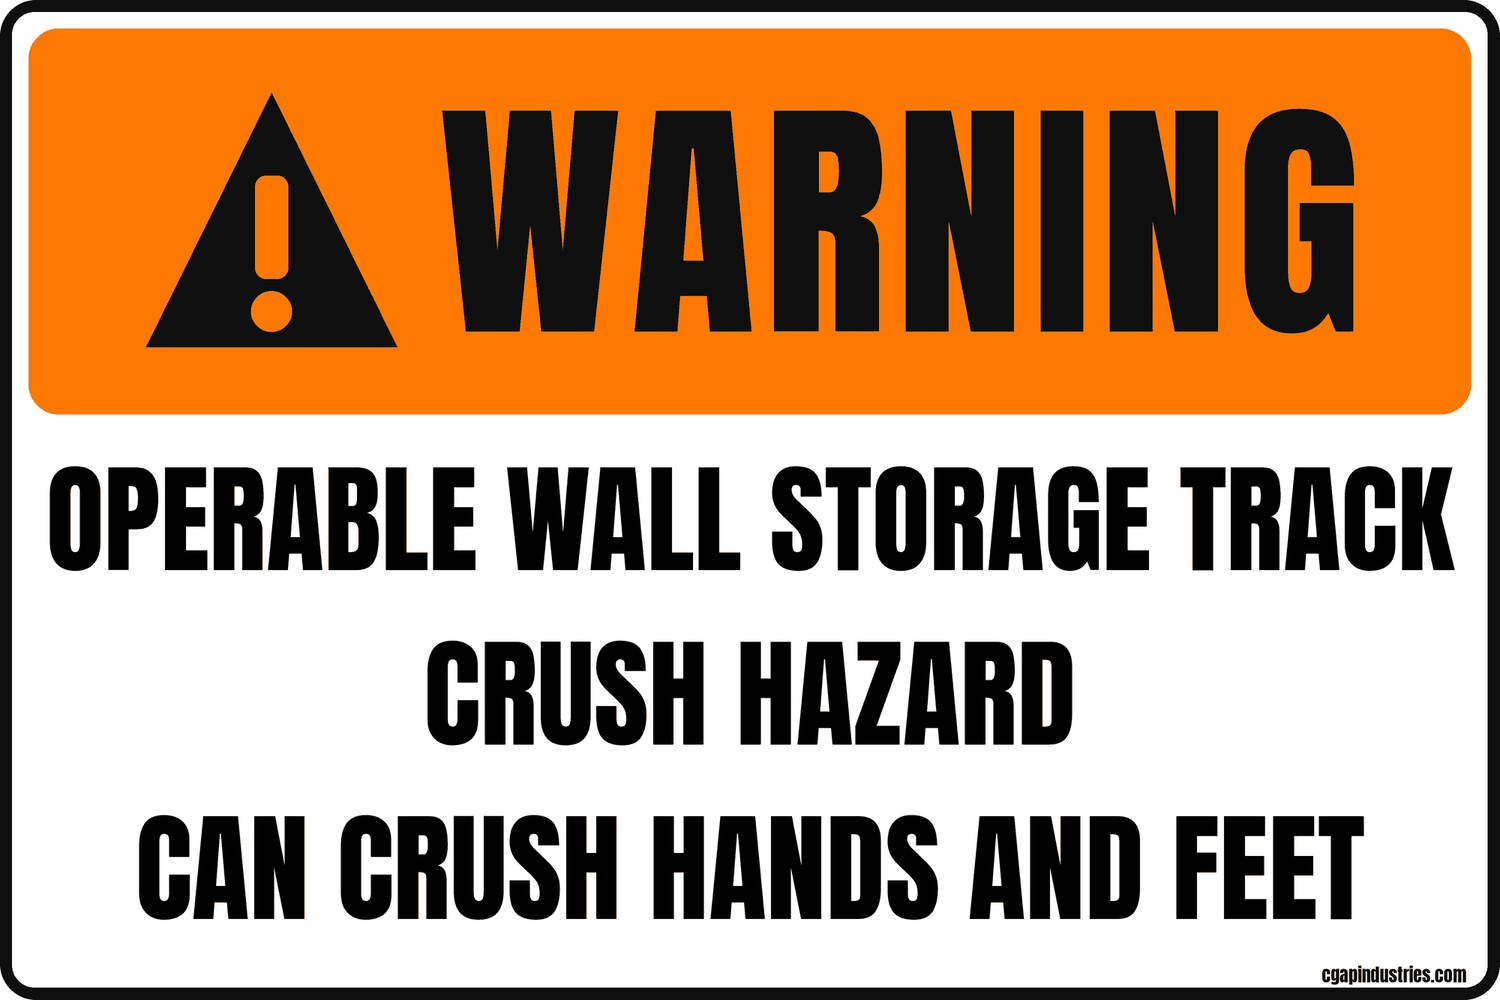 WARNING
OPERABLE WALL STORAGE TRACK
CRUSH HAZARD
CAN CRUSH HANDS AND FEET
cgapindustries.com